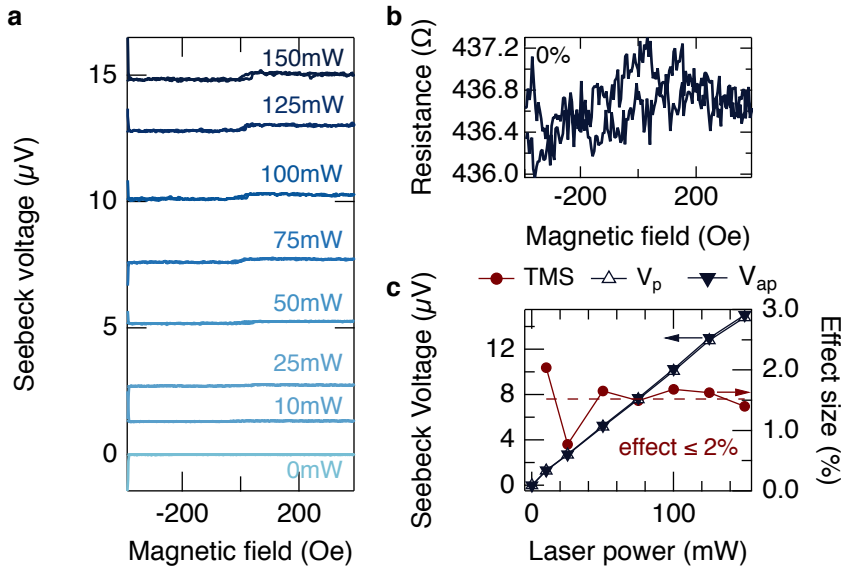 a
Seebeck voltage (µV)
15
10
5
0
150mW
125mW
100mW
75mW
50mW
25mW
10mW
0mW
-200
200
Magnetic field (Oe)
b
Resistance (Ω)
437.2
436.8
436.4
436.0
0%
-200
200
Magnetic field (Oe)
c
TMS
Vp
Vap
Seebeck Voltage (µV)
12
8
4
0
3.0
2.0
1.0
0.0
Effect size (%)
effect ≤ 2%
0
100
Laser power (mW)